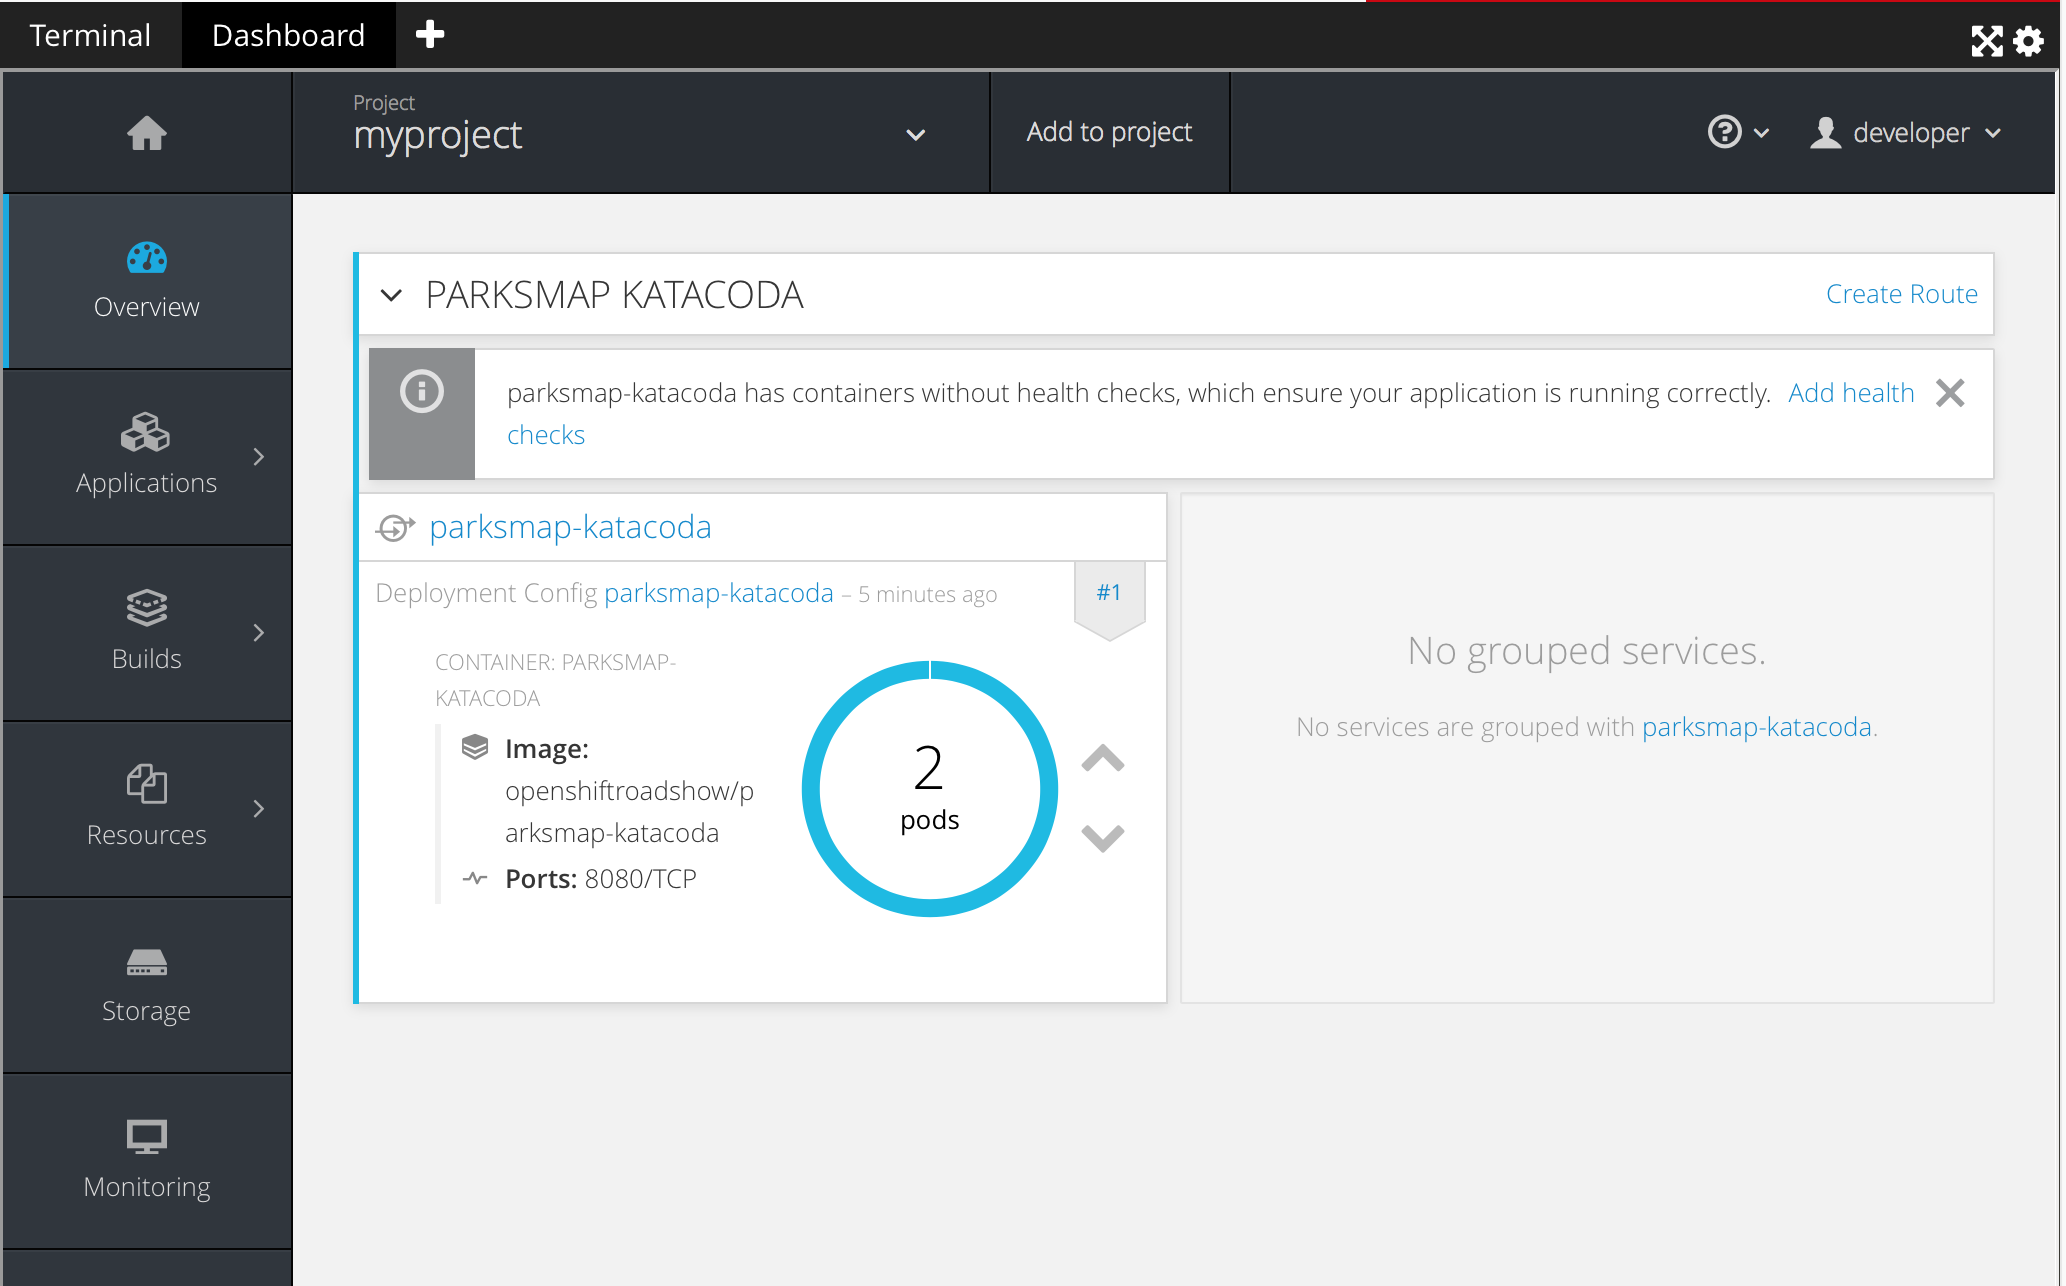 Terminal
Dashboard
Project
myproject
Add to project
developer
Overview
Applications
Builds
Resources
Storage
Monitoring
PARKSMAP KATACODA
Create Route
parksmap-katacoda has containers without health checks, which ensure your application is running correctly. Add health
checks
parksmap-katacoda
Deployment Config parksmap-katacoda – 5 minutes ago
#1
CONTAINER: PARKSMAP-
KATACODA
Image:
openshiftroadshow/p
arksmap-katacoda
Ports: 8080/TCP
2
pods
No grouped services.
No services are grouped with parksmap-katacoda.